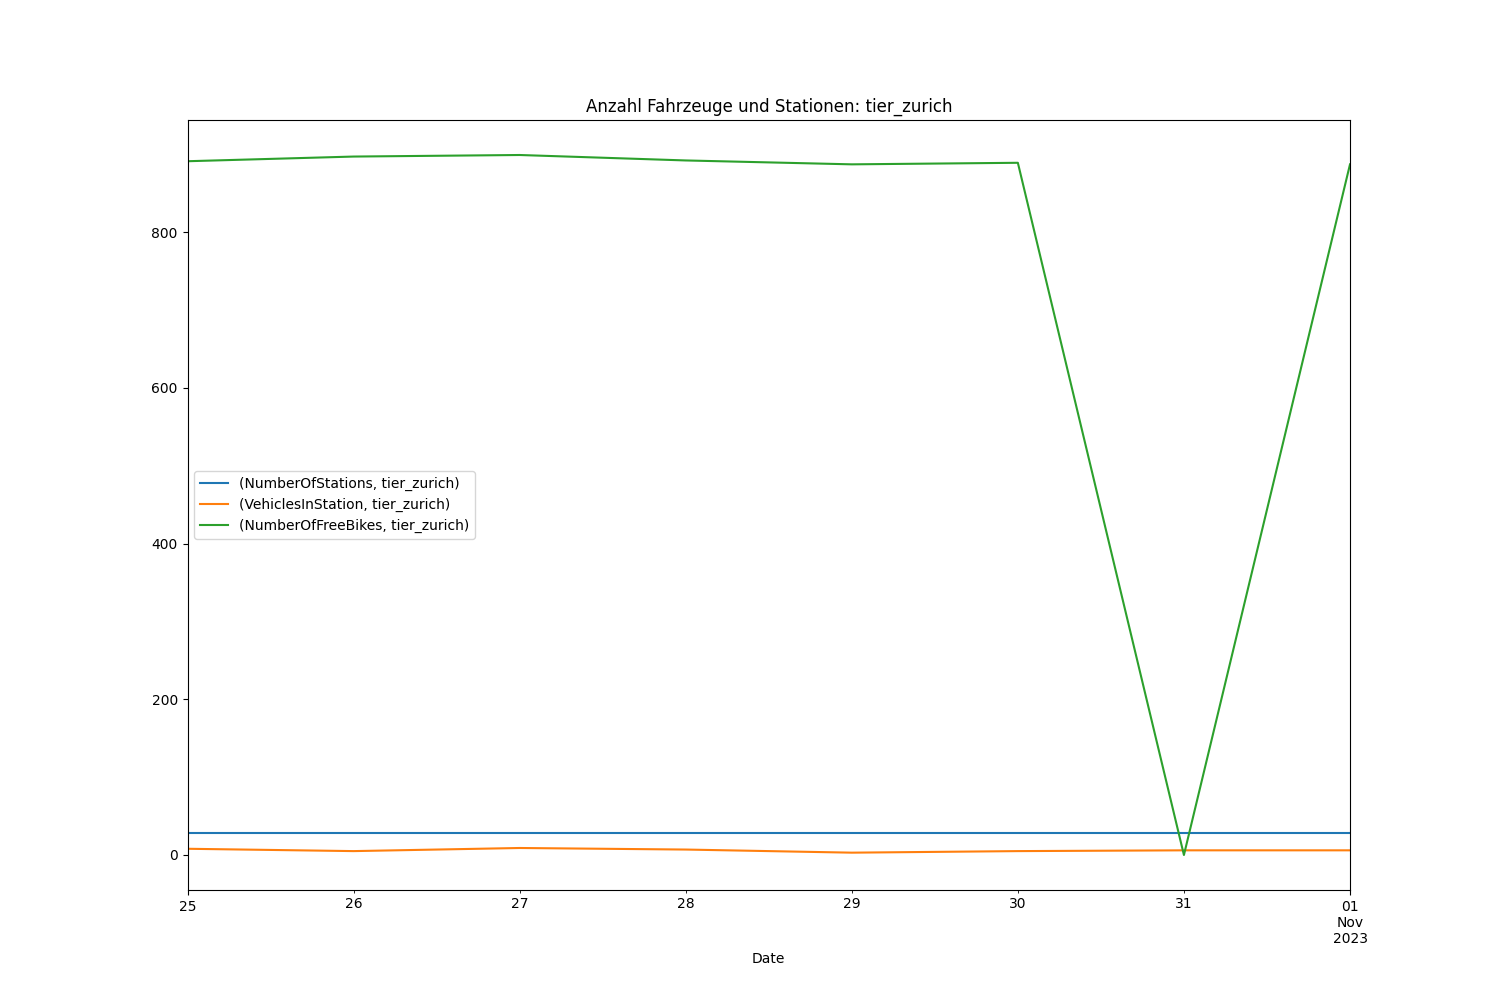 Anzahl Fahrzeuge und Stationen: tier_zurich
800
600
400
200
0
(NumberOfStations, tier_zurich)
(VehiclesInStation, tier_zurich)
(NumberOfFreeBikes, tier_zurich)
25 26 27 28 29 30 31 01
Nov
2023
Date